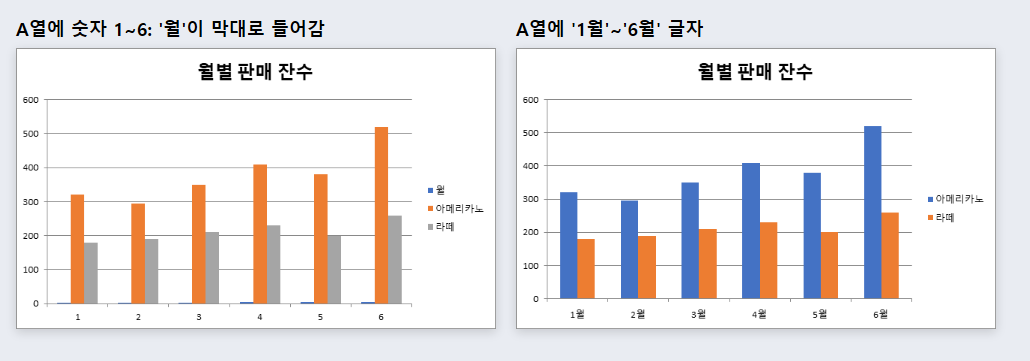 A열에 숫자 1~6: '월'이 막대로 들어감
월별 판매 잔수
600
500
400
300
200
100
0
1 2 3 4 5 6
월
아메리카노
라떼
A열에 '1월'~'6월' 글자
월별 판매 잔수
600
500
400
300
200
100
0
1월 2월 3월 4월 5월 6월
아메리카노
라떼